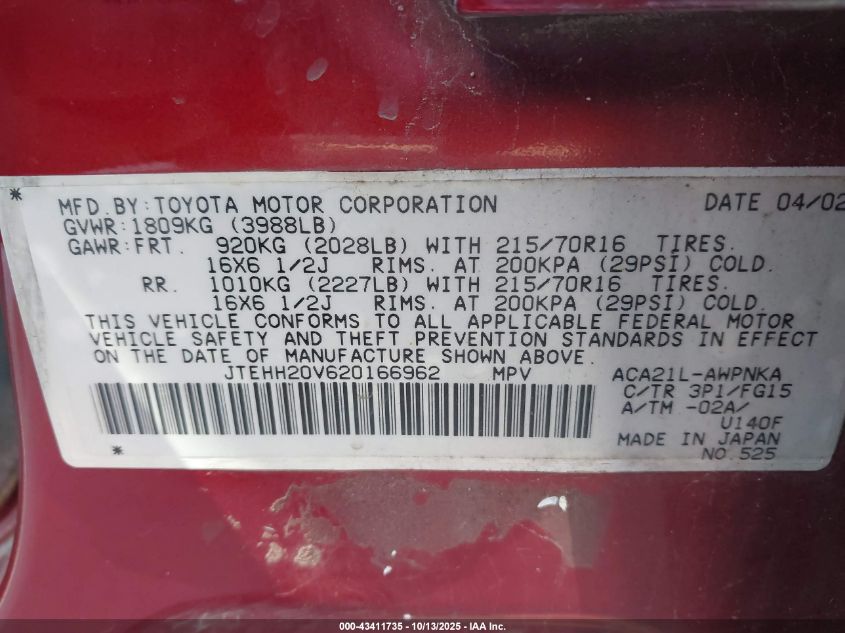 * MFD BY: TOYOTA MOTOR CORPORATION DATE 04/02
GVWR: 1809KG (3988LB)
GAWR: FRT. 920KG (2028LB) WITH 215/70R16 TIRES.
16X6 1/2J RIMS. AT 200KPA (29PSI) COLD.
RR. 1010KG (2227LB) WITH 215/70R16 TIRES.
16X6 1/2J RIMS. AT 200KPA (29PSI) COLD.
THIS VEHICLE CONFORMS TO ALL APPLICABLE FEDERAL MOTOR
VEHICLE SAFETY AND THEFT PREVENTION STANDARDS IN EFFECT
ON THE DATE OF MANUFACTURE SHOWN ABOVE.
JTEHH20V620166962 MPV ACA21L-AWPNKA
C/TR 3P1/FG15
A/TM -02A/
U140F
MADE IN JAPAN
* NO.525
000-43411735 - 10/13/2025 - IAA Inc.